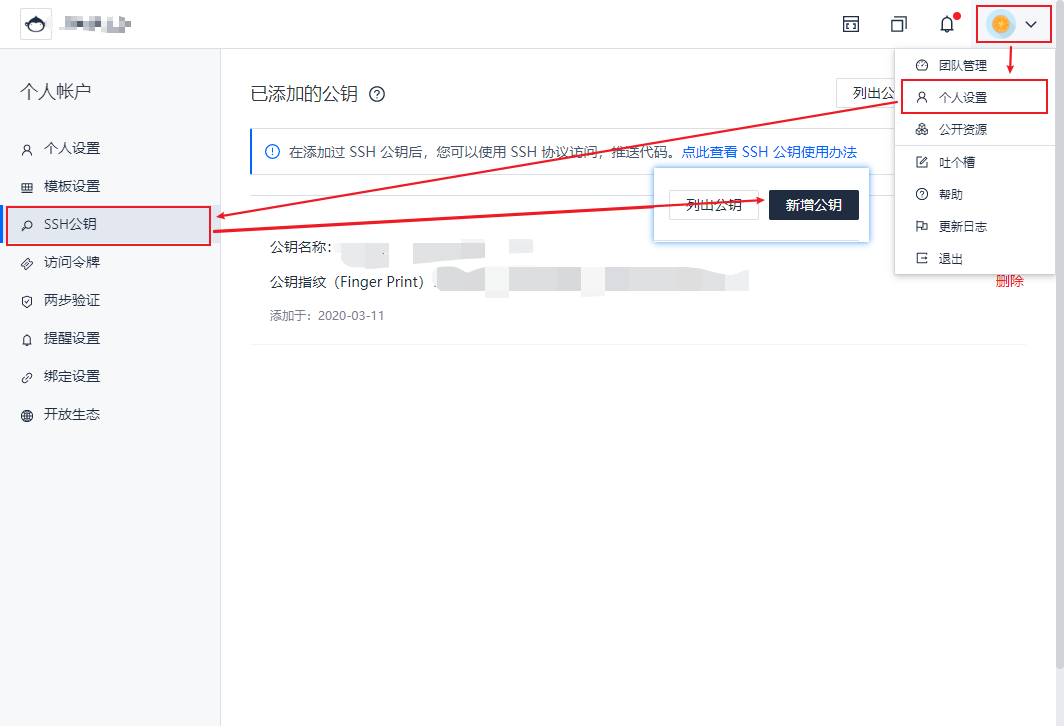 个人帐户
个人设置
模板设置
SSH公钥
访问令牌
两步验证
提醒设置
绑定设置
开放生态
已添加的公钥
列出公
在添加过 SSH 公钥后，您可以使用 SSH 协议访问，推送代码。点此查看 SSH 公钥使用办法
列出公钥
新增公钥
公钥名称：
公钥指纹（Finger Print）
删除
添加于：2020-03-11
团队管理
个人设置
公开资源
吐个槽
帮助
更新日志
退出